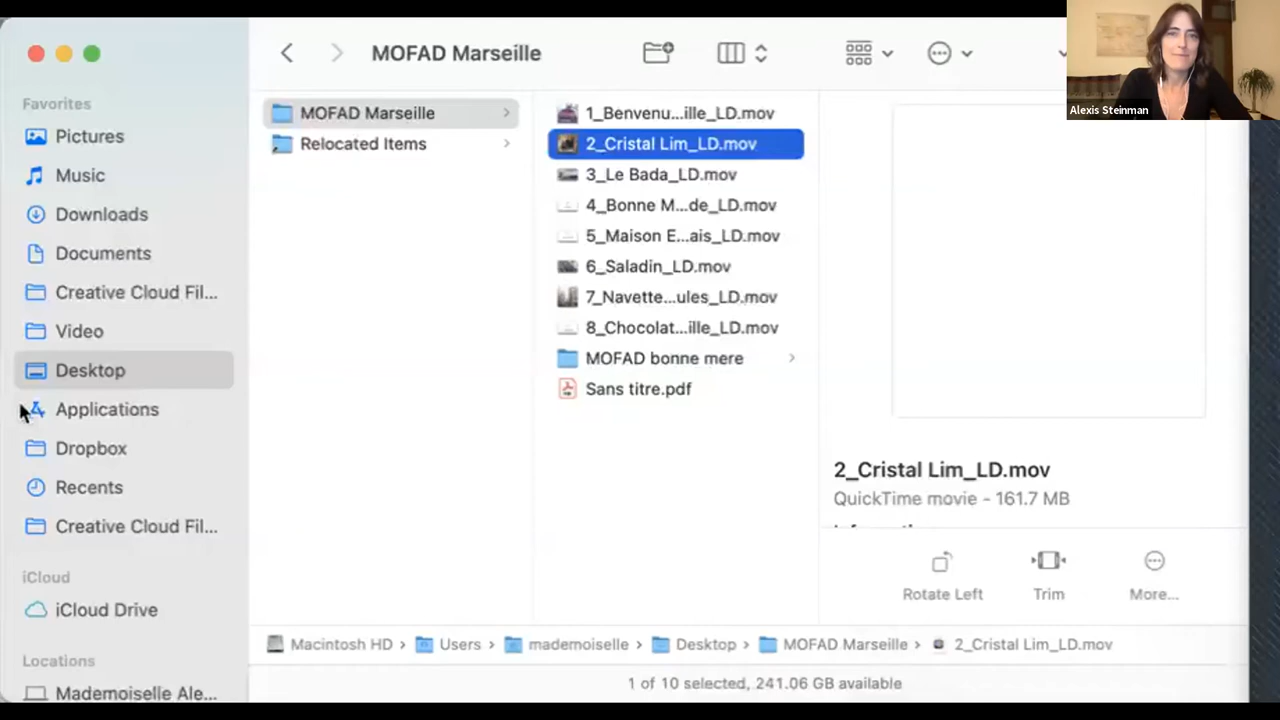 MOFAD Marseille
Alexis Steinman
Favorites
Pictures
Music
Downloads
Documents
Creative Cloud Fil...
Video
Desktop
Applications
Dropbox
Recents
Creative Cloud Fil...
iCloud
iCloud Drive
Locations
Mademoiselle Ale...
MOFAD Marseille
Relocated Items
1_Benvenu...ille_LD.mov
2_Cristal Lim_LD.mov
3_Le Bada_LD.mov
4_Bonne M...de_LD.mov
5_Maison E...ais_LD.mov
6_Saladin_LD.mov
7_Navette...ules_LD.mov
8_Chocolat...ille_LD.mov
MOFAD bonne mere
Sans titre.pdf
2_Cristal Lim_LD.mov
QuickTime movie - 161.7 MB
Rotate Left
Trim
More...
Macintosh HD › Users › mademoiselle › Desktop › MOFAD Marseille › 2_Cristal Lim_LD.mov
1 of 10 selected, 241.06 GB available